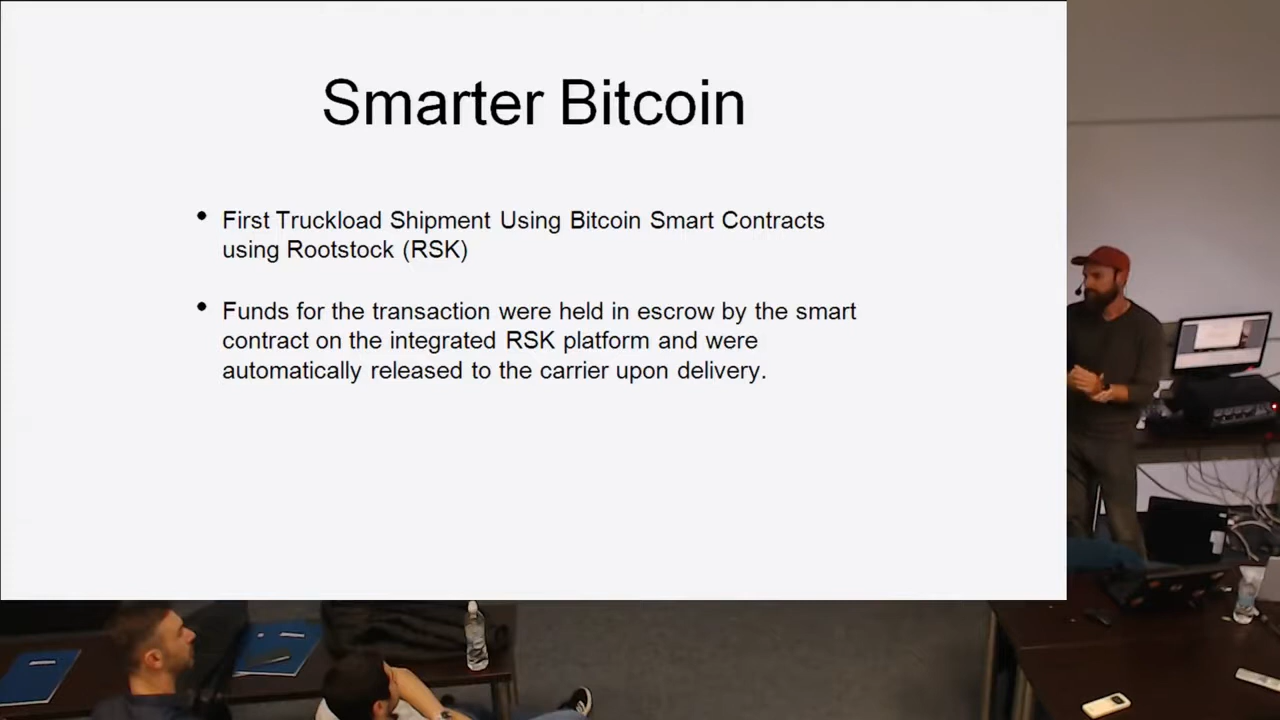 Smarter Bitcoin
• First Truckload Shipment Using Bitcoin Smart Contracts
using Rootstock (RSK)
• Funds for the transaction were held in escrow by the smart
contract on the integrated RSK platform and were
automatically released to the carrier upon delivery.